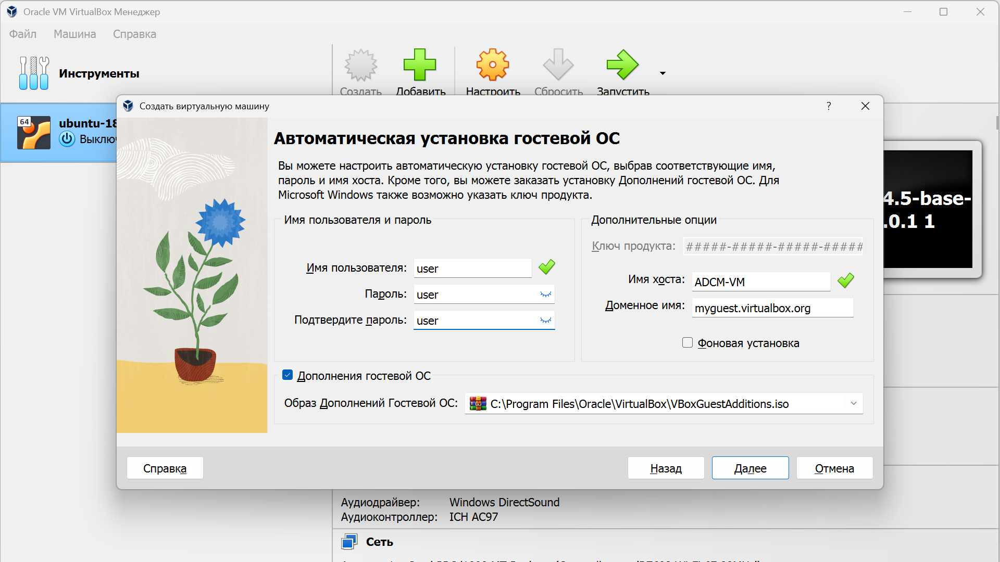 Oracle VM VirtualBox Менеджер
Файл Машина Справка
Инструменты
Создать Добавить Настроить Сбросить Запустить
64
ubuntu-18
Выключ
Создать виртуальную машину
?
Автоматическая установка гостевой ОС
Вы можете настроить автоматическую установку гостевой ОС, выбрав соответствующие имя,
пароль и имя хоста. Кроме того, вы можете заказать установку Дополнений гостевой ОС. Для
Microsoft Windows также возможно указать ключ продукта.
Имя пользователя и пароль
Имя пользователя: user
Пароль: user
Подтвердите пароль: user
Дополнительные опции
Ключ продукта: #####-#####-#####-#####
Имя хоста: ADCM-VM
Доменное имя: myguest.virtualbox.org
Фоновая установка
Дополнения гостевой ОС
Образ Дополнений Гостевой ОС: C:\Program Files\Oracle\VirtualBox\VBoxGuestAdditions.iso
Справка Назад Далее Отмена
4.5-base-
.0.1 1
Аудиодрайвер: Windows DirectSound
Аудиоконтроллер: ICH AC97
Сеть